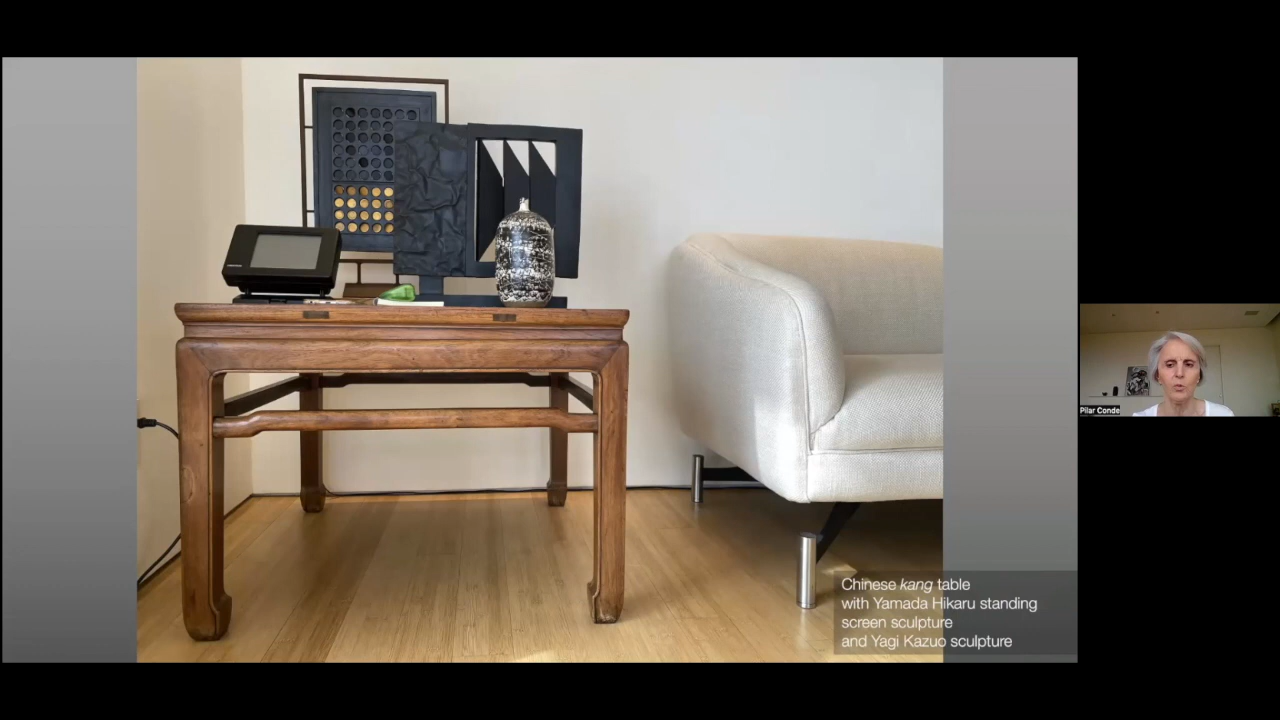 Chinese kang table
with Yamada Hikaru standing
screen sculpture
and Yagi Kazuo sculpture
Pilar Conde